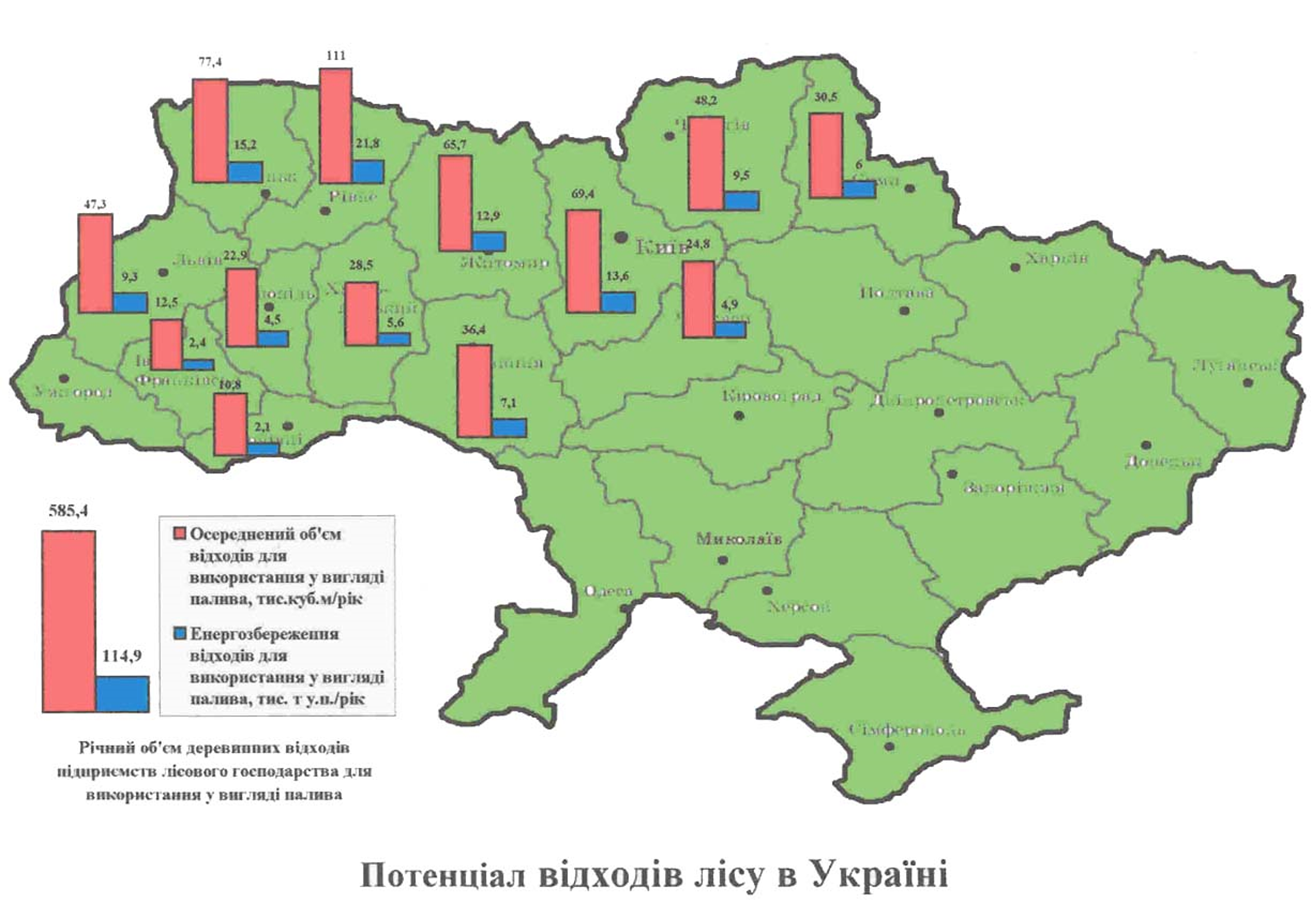 77,4
111
15,2
21,8
48,2
30,5
65,7
9,5
6
Рівне
47,3
69,4
12,9
Київ
24,8
Львів
22,9
Житомир
Харків
9,3
12,5
28,5
13,6
4,9
Полтава
4,5
5,6
36,4
2,4
Ужгород
10,8
7,1
Луганськ
Кіровоград
Дніпропетровськ
2,1
Донецьк
Запоріжжя
585,4
Миколаїв
Одеса
Херсон
114,9
Сімферополь
Осереднений об'єм
відходів для
використання у вигляді
палива, тис.куб.м/рік
Енергозбереження
відходів для
використання у вигляді
палива, тис. т у.п./рік
Річний об'єм деревинних відходів
підприємств лісового господарства для
використання у вигляді палива
Потенціал відходів лісу в Україні